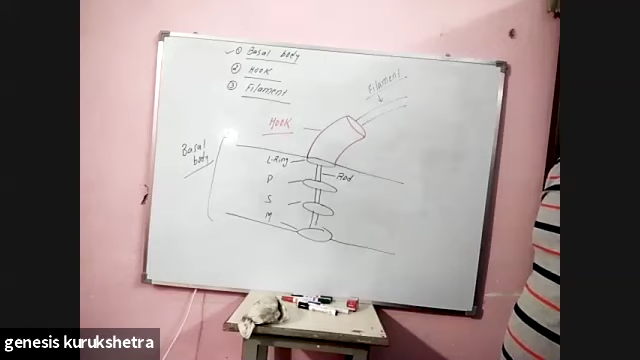 ① Basal body
② Hook
③ Filament
Filament
Hook
Basal
body
L-Ring
Rod
P
S
M
genesis kurukshetra